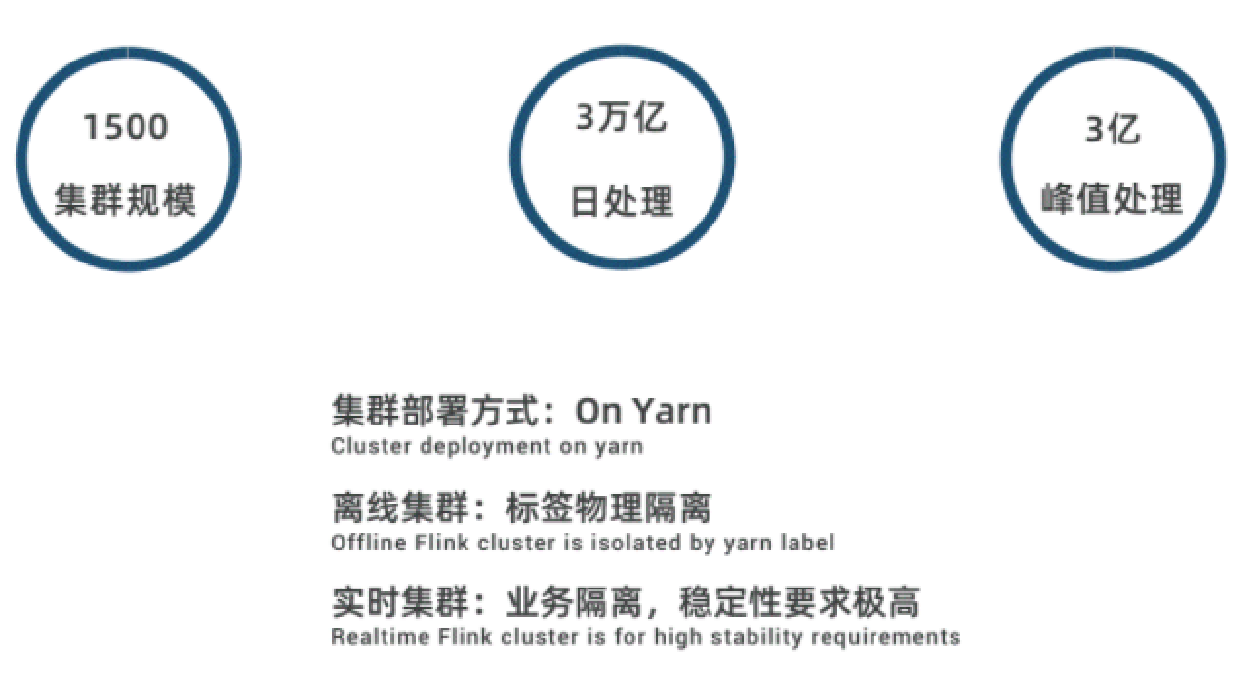 1500
集群规模
3万亿
日处理
3亿
峰值处理
集群部署方式：On Yarn
Cluster deployment on yarn
离线集群：标签物理隔离
Offline Flink cluster is isolated by yarn label
实时集群：业务隔离，稳定性要求极高
Realtime Flink cluster is for high stability requirements